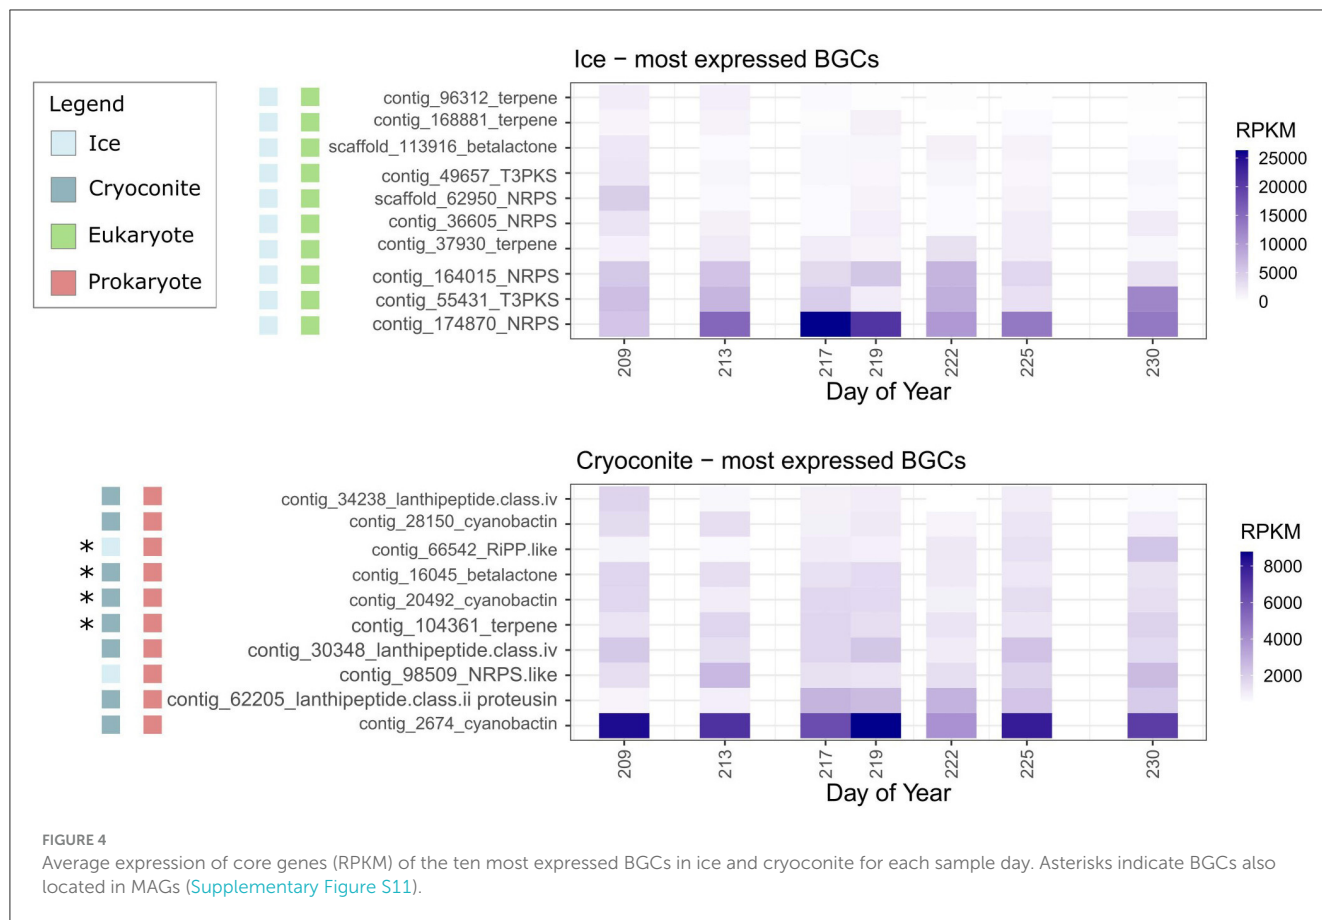 Ice − most expressed BGCs
Legend
Ice
Cryoconite
Eukaryote
Prokaryote
contig_96312_terpene
contig_168881_terpene
scaffold_113916_betalactone
contig_49657_T3PKS
scaffold_62950_NRPS
contig_36605_NRPS
contig_37930_terpene
contig_164015_NRPS
contig_55431_T3PKS
contig_174870_NRPS
RPKM
25000
20000
15000
10000
5000
0
209 213 217 219 222 225 230
Day of Year
Cryoconite − most expressed BGCs
contig_34238_lanthipeptide.class.iv
contig_28150_cyanobactin
* contig_66542_RiPP.like
* contig_16045_betalactone
* contig_20492_cyanobactin
* contig_104361_terpene
contig_30348_lanthipeptide.class.iv
contig_98509_NRPS.like
contig_62205_lanthipeptide.class.ii proteusin
contig_2674_cyanobactin
RPKM
8000
6000
4000
2000
209 213 217 219 222 225 230
Day of Year
FIGURE 4
Average expression of core genes (RPKM) of the ten most expressed BGCs in ice and cryoconite for each sample day. Asterisks indicate BGCs also
located in MAGs (Supplementary Figure S11).